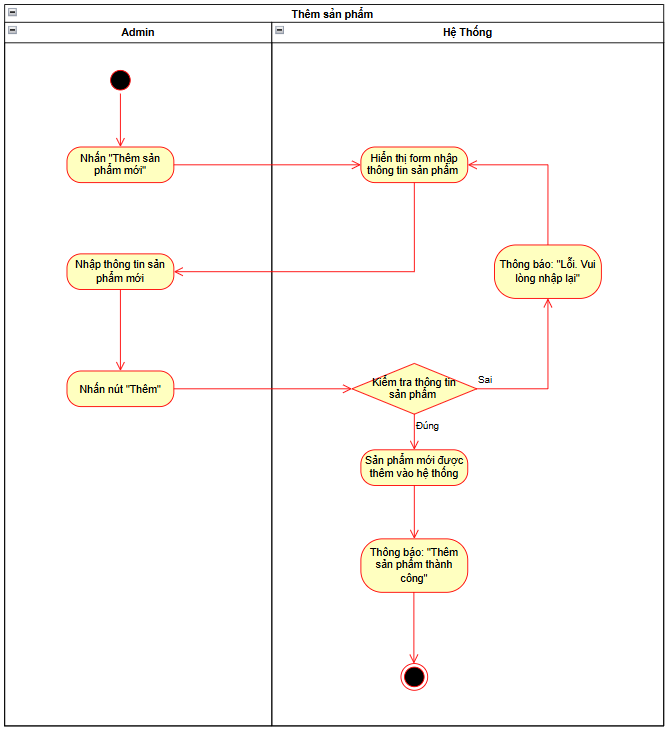 Thêm sản phẩm
Admin
Hệ Thống
Nhấn "Thêm sản
phẩm mới"
Hiển thị form nhập
thông tin sản phẩm
Nhập thông tin sản
phẩm mới
Thông báo: "Lỗi. Vui
lòng nhập lại"
Nhấn nút "Thêm"
Kiểm tra thông tin
sản phẩm
Sai
Đúng
Sản phẩm mới được
thêm vào hệ thống
Thông báo: "Thêm
sản phẩm thành
công"